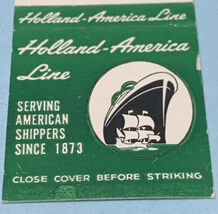 Holland-America Line
Holland-America
Line
SERVING
AMERICAN
SHIPPERS
SINCE 1873
CLOSE COVER BEFORE STRIKING